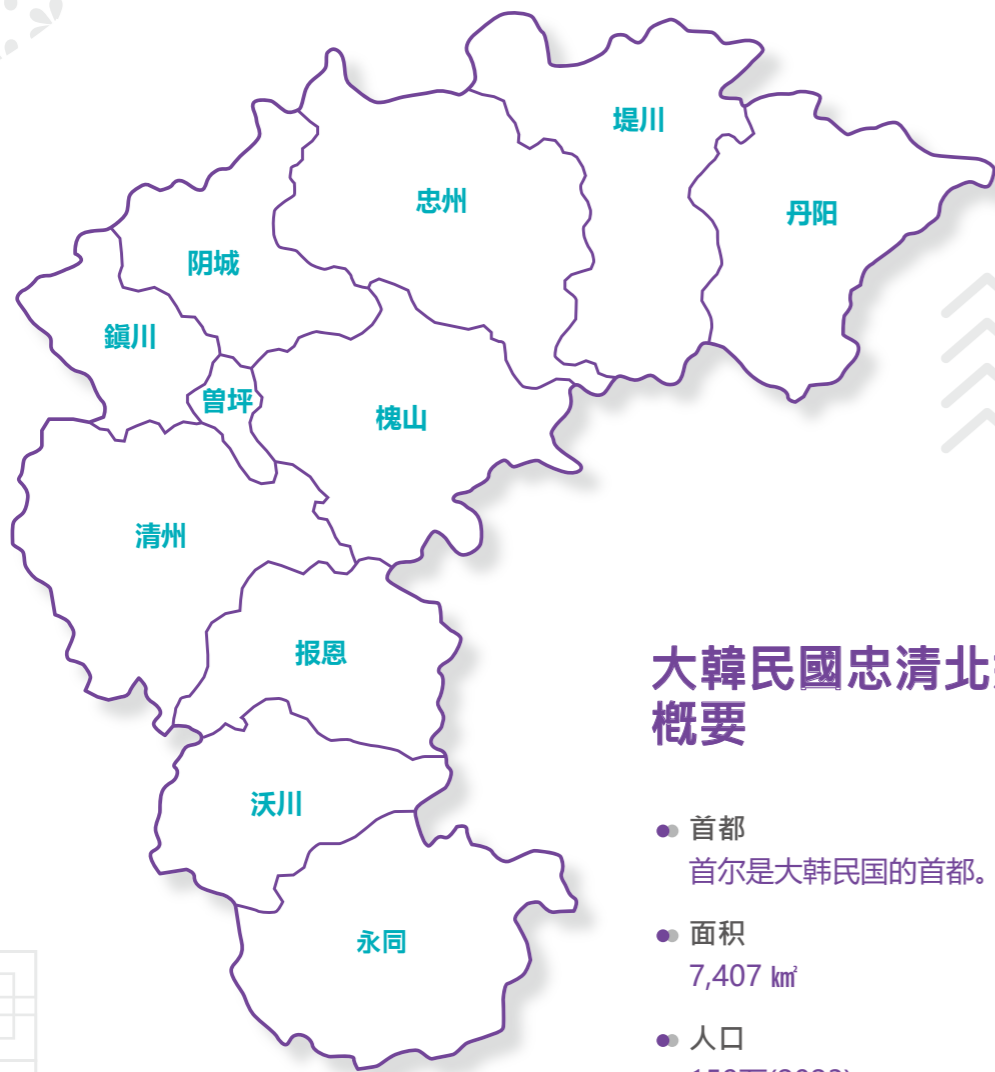 堤川
忠州
丹阳
阴城
鎭川
曽坪
槐山
清州
报恩
沃川
永同
大韓民國忠清北
槪要
首都
首尔是大韩民国的首都。
面积
7,407 ㎢
人口